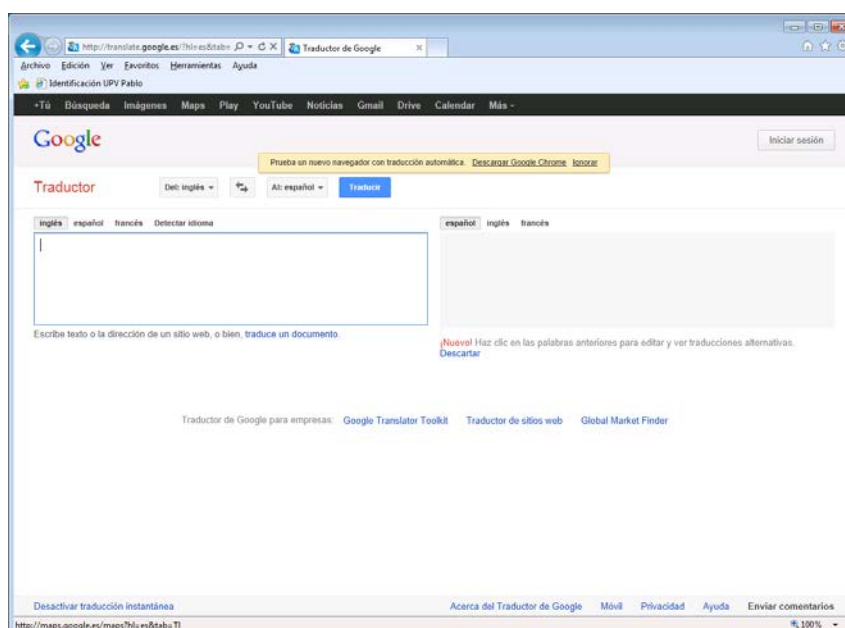 http://translate.google.es/?hl=es&tab= Traductor de Google
Archivo Edición Ver Favoritos Herramientas Ayuda
Identificación UPV Pablo
+Tú Búsqueda Imágenes Maps Play YouTube Noticias Gmail Drive Calendar Más
Google Iniciar sesión
Prueba un nuevo navegador con traducción automática. Descargar Google Chrome Ignorar
Traductor Del: inglés Al: español Traducir
inglés español francés Detectar idioma español inglés francés
Escribe texto o la dirección de un sitio web, o bien, traduce un documento.
¡Nuevo! Haz clic en las palabras anteriores para editar y ver traducciones alternativas.
Descartar
Traductor de Google para empresas: Google Translator Toolkit Traductor de sitios web Global Market Finder
Desactivar traducción instantánea Acerca del Traductor de Google Móvil Privacidad Ayuda Enviar comentarios
http://maps.google.es/maps?hl=es&tab=Tl 100%